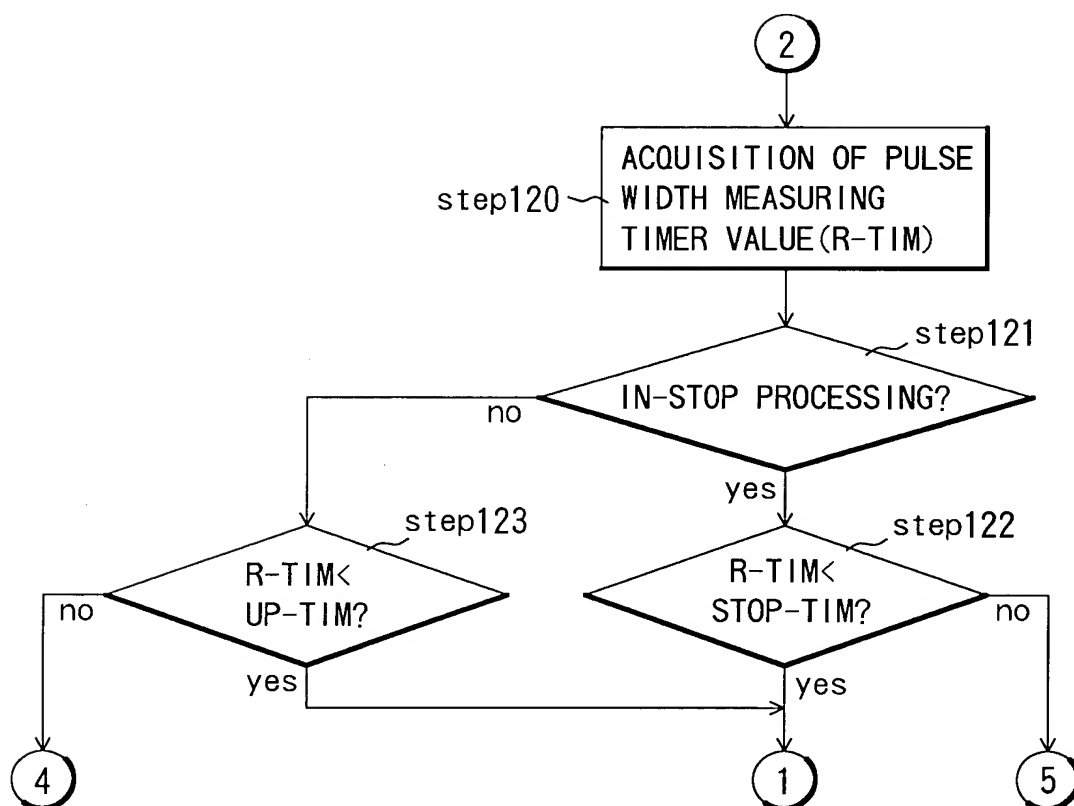 2
ACQUISITION OF PULSE
WIDTH MEASURING
TIMER VALUE(R-TIM)
step120
step121
IN-STOP PROCESSING?
no
yes
step123
R-TIM<
UP-TIM?
no
yes
step122
R-TIM<
STOP-TIM?
no
yes
4
1
5